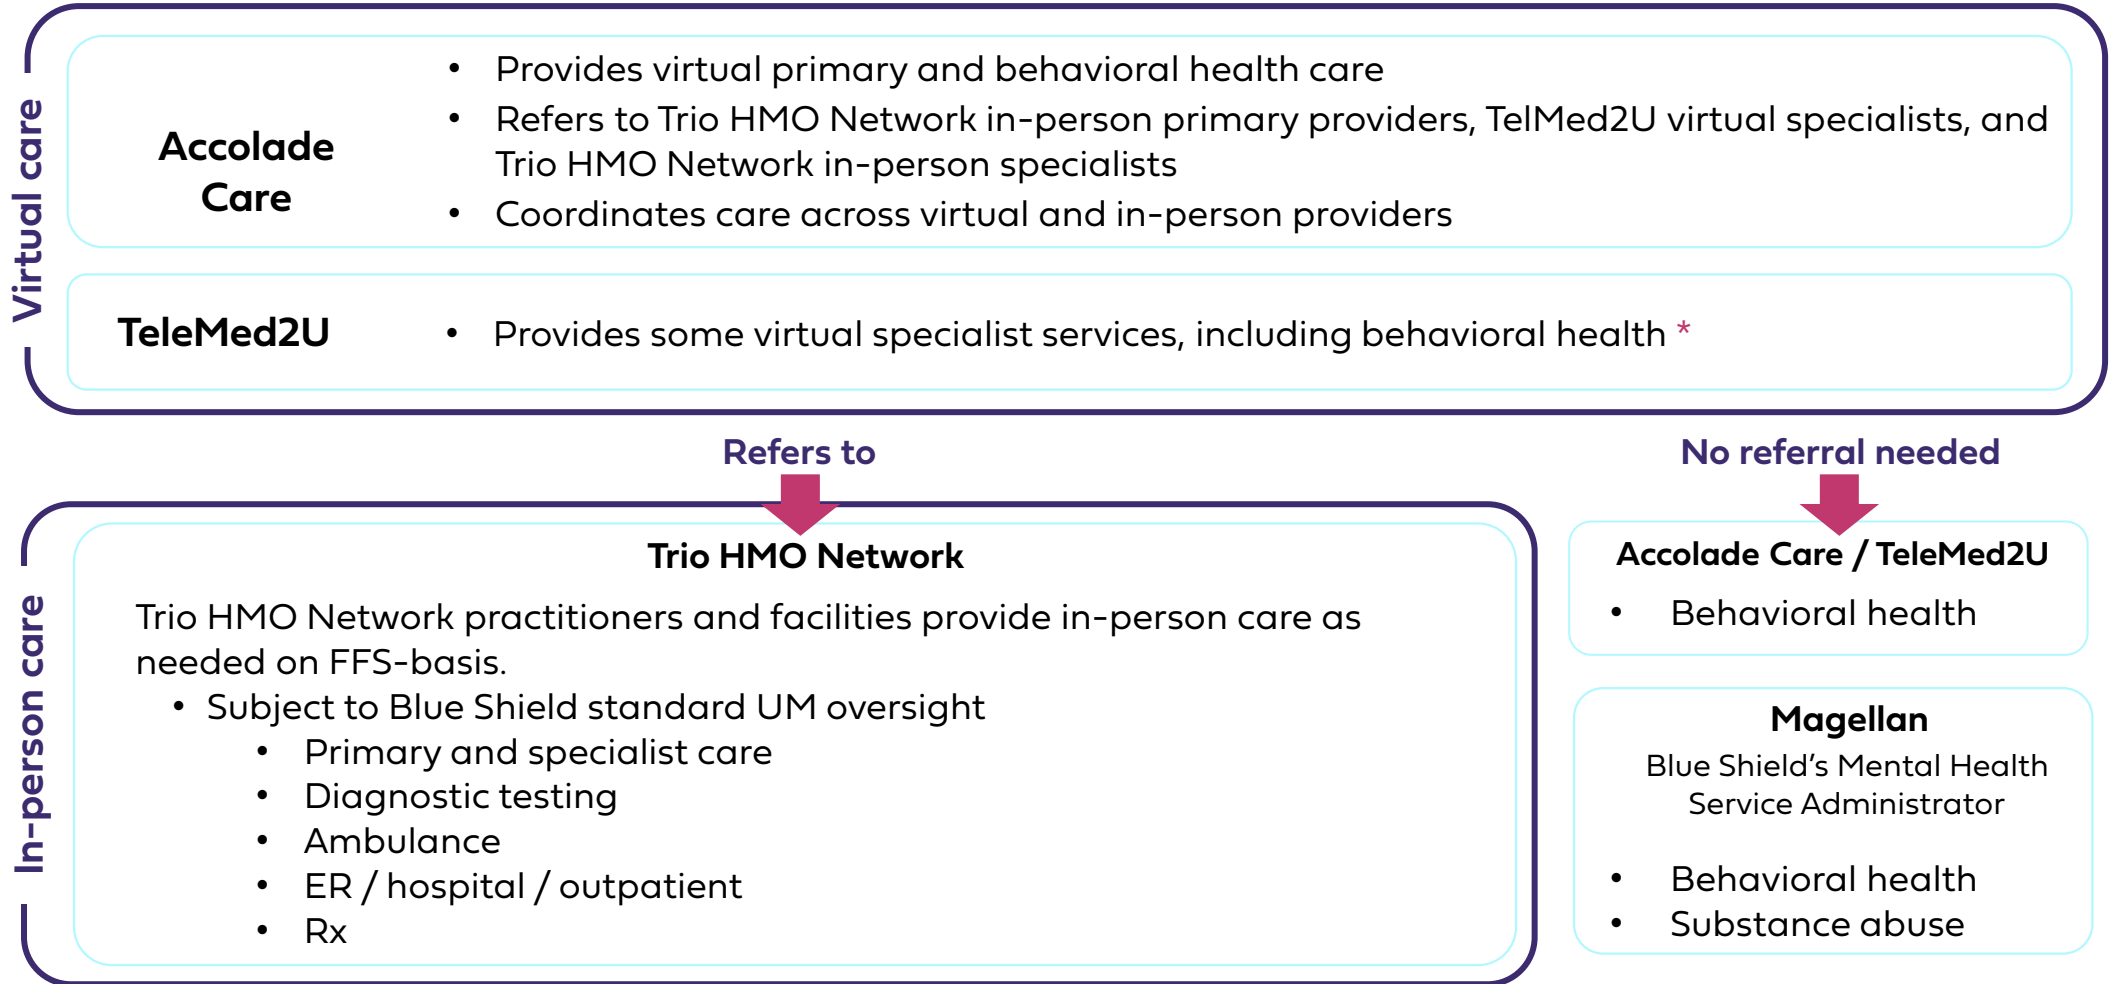 Virtual care
Accolade
Care
• Provides virtual primary and behavioral health care
• Refers to Trio HMO Network in-person primary providers, TelMed2U virtual specialists, and
Trio HMO Network in-person specialists
• Coordinates care across virtual and in-person providers
TeleMed2U
• Provides some virtual specialist services, including behavioral health *
Refers to
No referral needed
In-person care
Trio HMO Network
Trio HMO Network practitioners and facilities provide in-person care as
needed on FFS-basis.
• Subject to Blue Shield standard UM oversight
• Primary and specialist care
• Diagnostic testing
• Ambulance
• ER / hospital / outpatient
• Rx
Accolade Care / TeleMed2U
• Behavioral health
Magellan
Blue Shield’s Mental Health
Service Administrator
• Behavioral health
• Substance abuse